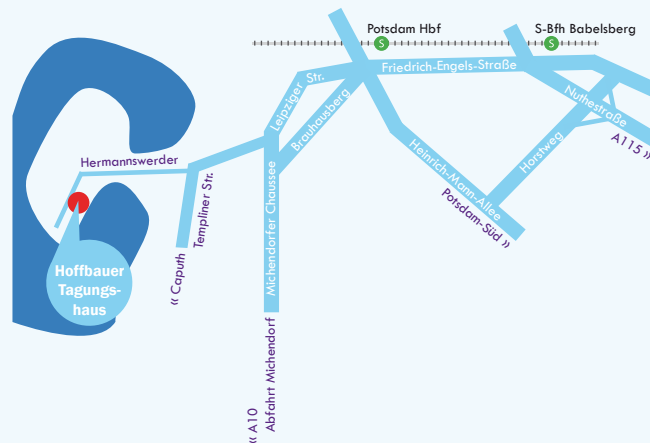 Potsdam Hbf
S-Bfh Babelsberg
S
S
Friedrich-Engels-Straße
Leipziger Str.
Brauhausberg
Nuthestraße
A115 »
Horstweg
Heinrich-Mann-Allee
Potsdam-Süd »
Hermannswerder
Templiner Str.
« Caputh
Michendorfer Chaussee
Hoffbauer
Tagungs-
haus
« A10
Abfahrt Michendorf